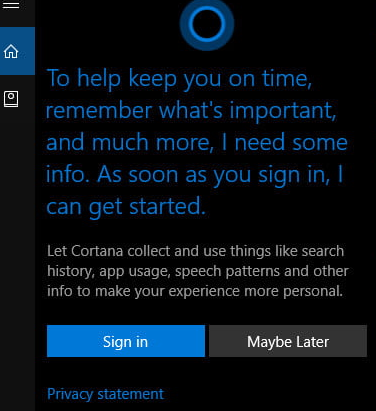 To help keep you on time,
remember what's important,
and much more, I need some
info. As soon as you sign in, I
can get started.
Let Cortana collect and use things like search
history, app usage, speech patterns and other
info to make your experience more personal.
Sign in
Maybe Later
Privacy statement